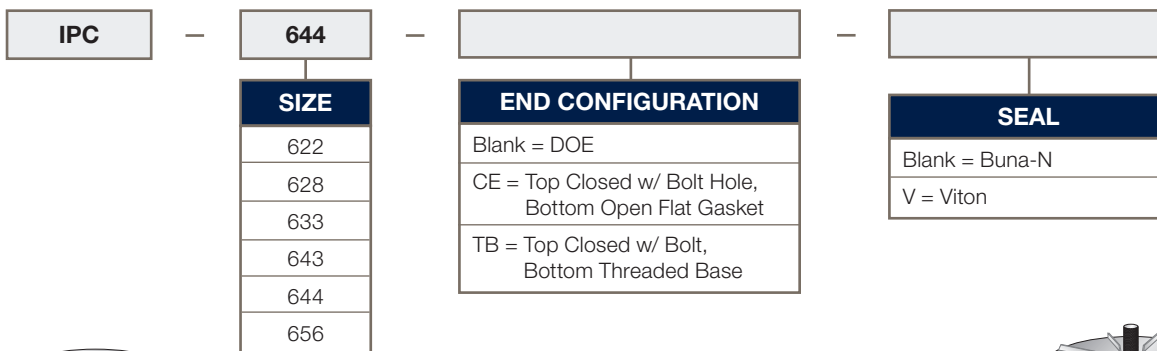 IPC – 644 – –
SIZE
622
628
633
643
644
656
END CONFIGURATION
Blank = DOE
CE = Top Closed w/ Bolt Hole,
Bottom Open Flat Gasket
TB = Top Closed w/ Bolt,
Bottom Threaded Base
SEAL
Blank = Buna-N
V = Viton